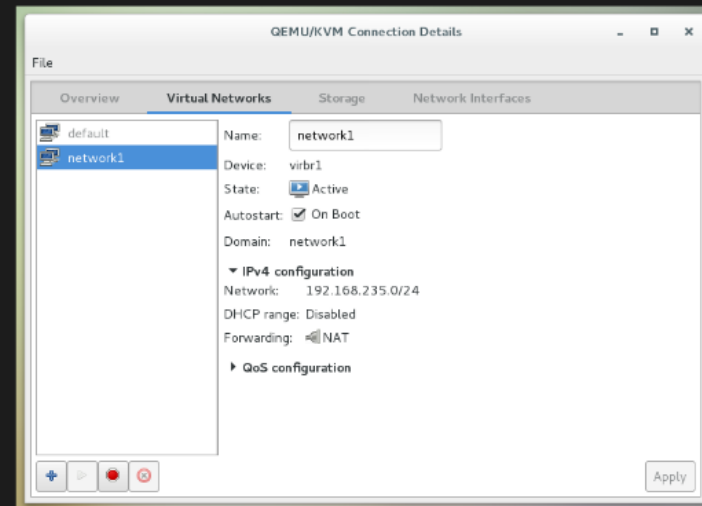 QEMU/KVM Connection Details
File
Overview Virtual Networks Storage Network Interfaces
default
network1
Name: network1
Device: virbr1
State: Active
Autostart: On Boot
Domain: network1
IPv4 configuration
Network: 192.168.235.0/24
DHCP range: Disabled
Forwarding: NAT
QoS configuration
Apply